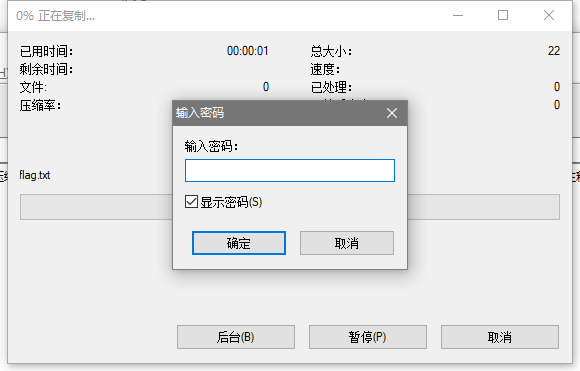 0% 正在复制...
已用时间： 00:00:01 总大小： 22
剩余时间： 速度：
文件: 0 已处理： 0
压缩率： 0
输入密码
输入密码：
flag.txt
显示密码(S)
确定 取消
后台(B) 暂停(P) 取消